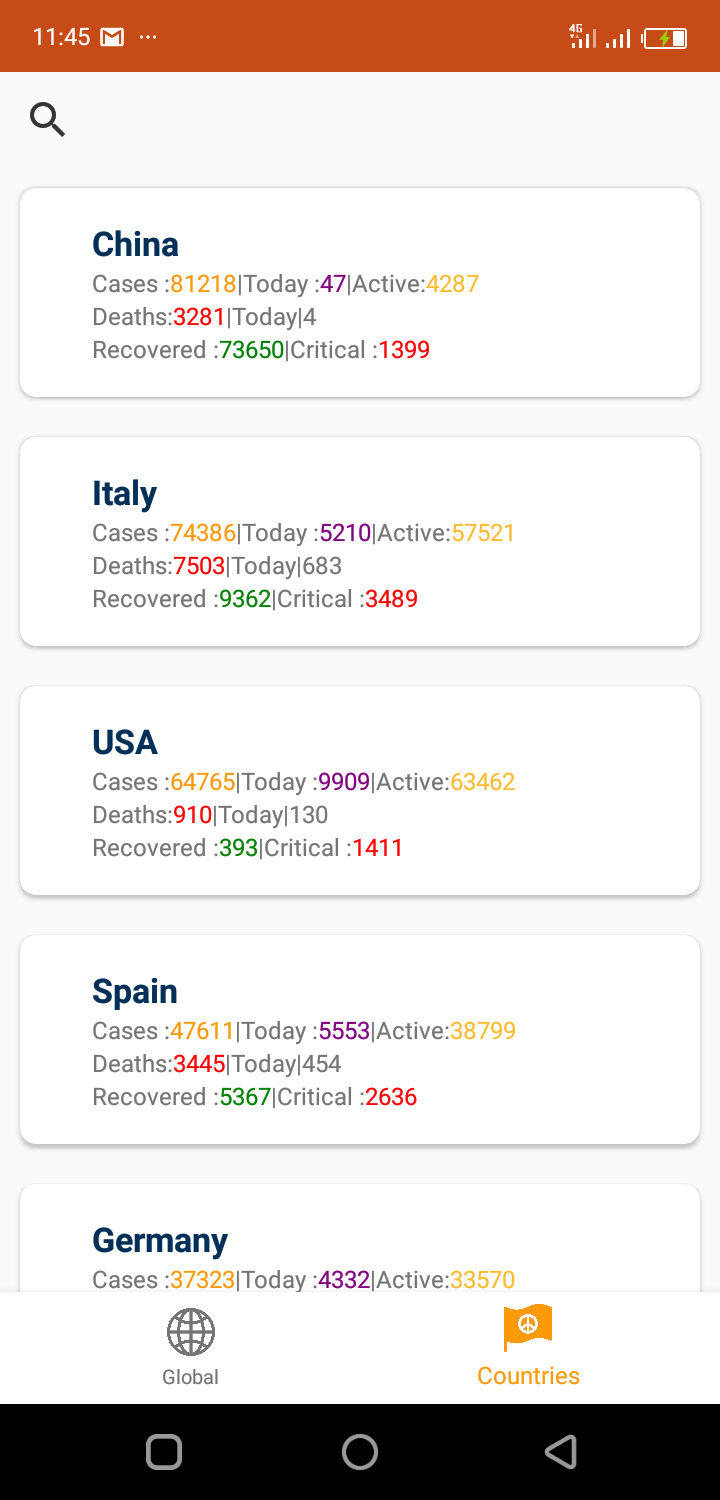 11:45
4G
China
Cases :81218|Today :47|Active:4287
Deaths:3281|Today|4
Recovered :73650|Critical :1399
Italy
Cases :74386|Today :5210|Active:57521
Deaths:7503|Today|683
Recovered :9362|Critical :3489
USA
Cases :64765|Today :9909|Active:63462
Deaths:910|Today|130
Recovered :393|Critical :1411
Spain
Cases :47611|Today :5553|Active:38799
Deaths:3445|Today|454
Recovered :5367|Critical :2636
Germany
Cases :37323|Today :4332|Active:33570
Global
Countries